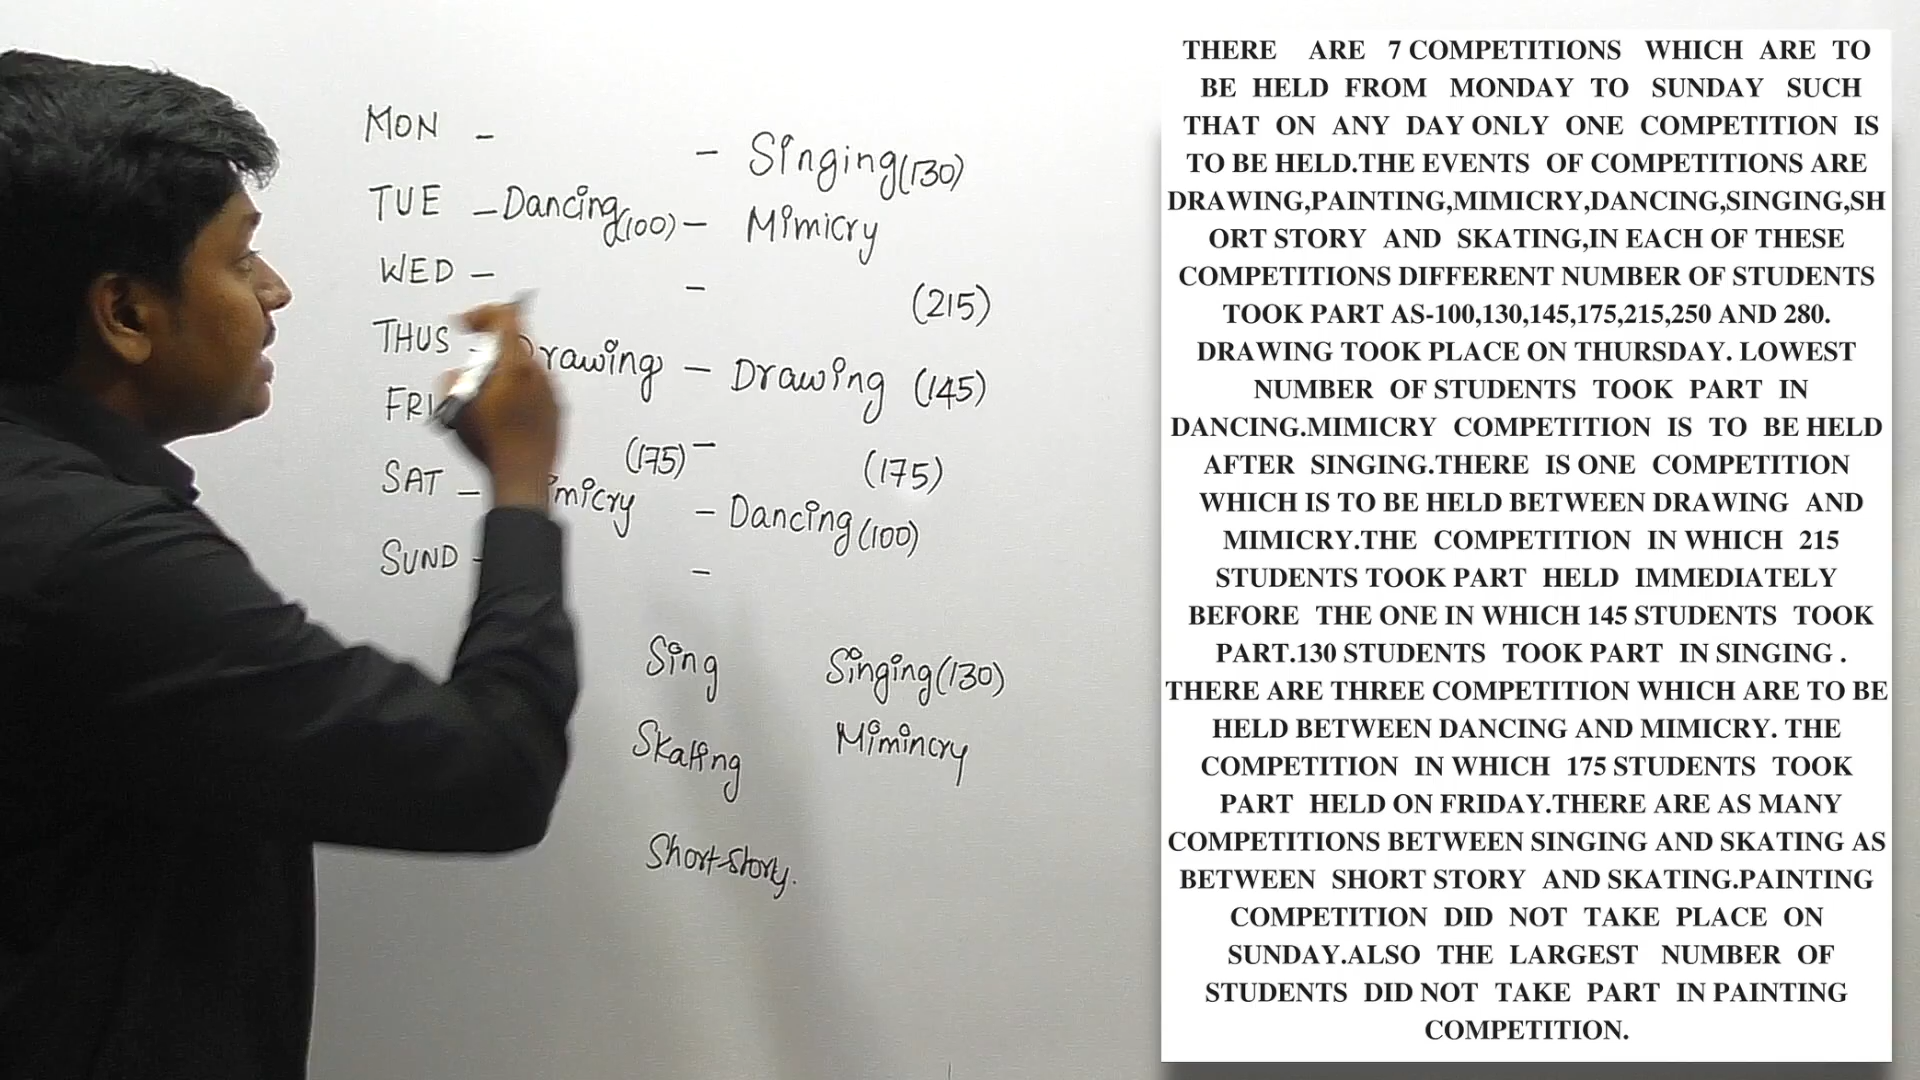 MON -
- Singing(130)
TUE - Dancing(100) - Mimicry
WED -
- (215)
THUS - Drawing - Drawing (145)
FRI
(175) - (175)
SAT - micry - Dancing(100)
SUND -
-
Sing Singing(130)
Skating Mimincry
Short-story.
THERE ARE 7 COMPETITIONS WHICH ARE TO
BE HELD FROM MONDAY TO SUNDAY SUCH
THAT ON ANY DAY ONLY ONE COMPETITION IS
TO BE HELD.THE EVENTS OF COMPETITIONS ARE
DRAWING,PAINTING,MIMICRY,DANCING,SINGING,SH
ORT STORY AND SKATING,IN EACH OF THESE
COMPETITIONS DIFFERENT NUMBER OF STUDENTS
TOOK PART AS-100,130,145,175,215,250 AND 280.
DRAWING TOOK PLACE ON THURSDAY. LOWEST
NUMBER OF STUDENTS TOOK PART IN
DANCING.MIMICRY COMPETITION IS TO BE HELD
AFTER SINGING.THERE IS ONE COMPETITION
WHICH IS TO BE HELD BETWEEN DRAWING AND
MIMICRY.THE COMPETITION IN WHICH 215
STUDENTS TOOK PART HELD IMMEDIATELY
BEFORE THE ONE IN WHICH 145 STUDENTS TOOK
PART.130 STUDENTS TOOK PART IN SINGING .
THERE ARE THREE COMPETITION WHICH ARE TO BE
HELD BETWEEN DANCING AND MIMICRY. THE
COMPETITION IN WHICH 175 STUDENTS TOOK
PART HELD ON FRIDAY.THERE ARE AS MANY
COMPETITIONS BETWEEN SINGING AND SKATING AS
BETWEEN SHORT STORY AND SKATING.PAINTING
COMPETITION DID NOT TAKE PLACE ON
SUNDAY.ALSO THE LARGEST NUMBER OF
STUDENTS DID NOT TAKE PART IN PAINTING
COMPETITION.